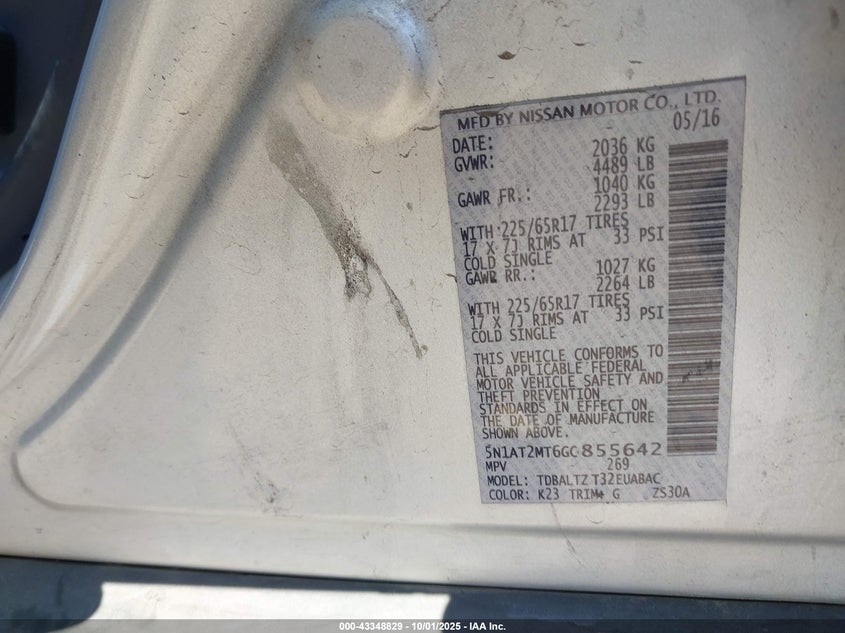 MFD BY NISSAN MOTOR CO., LTD.
DATE: 05/16
GVWR: 2036 KG
4489 LB
GAWR FR.: 1040 KG
2293 LB
WITH 225/65R17 TIRES
17 X 7J RIMS AT 33 PSI
COLD SINGLE
GAWR RR.: 1027 KG
2264 LB
WITH 225/65R17 TIRES
17 X 7J RIMS AT 33 PSI
COLD SINGLE
THIS VEHICLE CONFORMS TO
ALL APPLICABLE FEDERAL
MOTOR VEHICLE SAFETY AND
THEFT PREVENTION
STANDARDS IN EFFECT ON
THE DATE OF MANUFACTURE
SHOWN ABOVE.
5N1AT2MT6GC855642
MPV 269
MODEL: TDBALTZ T32EUABAC
COLOR: K23 TRIM: G ZS30A
000-43348829 - 10/01/2025 - IAA Inc.